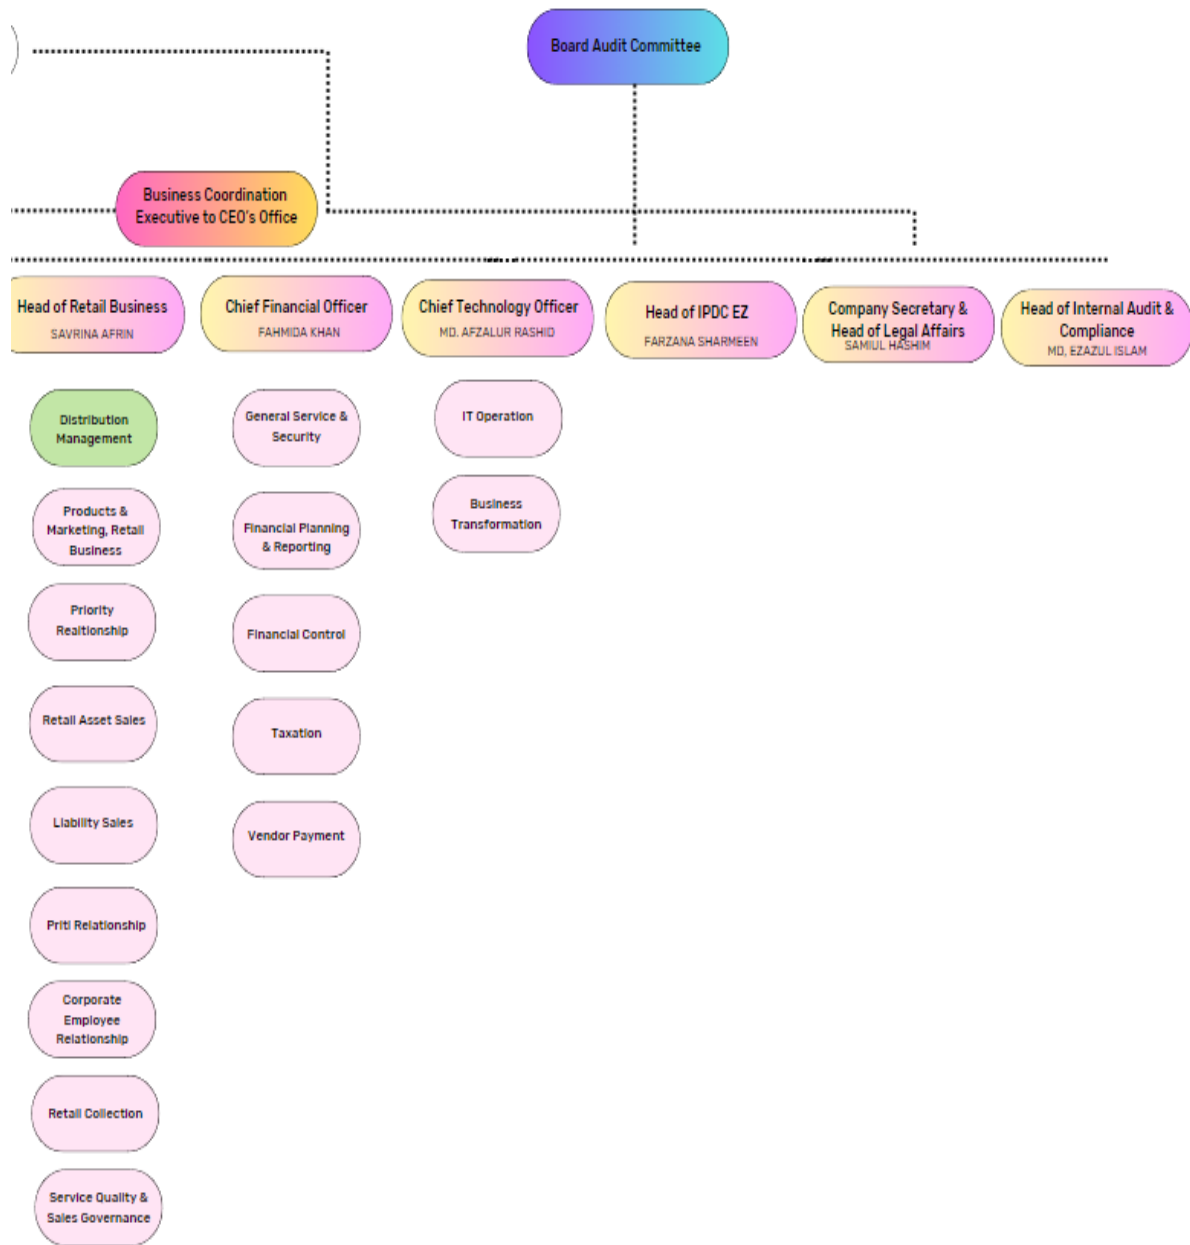 Board Audit Committee
Business Coordination
Executive to CEO's Office
Head of Retail Business
SAVRINA AFRIN
Chief Financial Officer
FAHMIDA KHAN
Chief Technology Officer
MD. AFZALUR RASHID
Head of IPDC EZ
FARZANA SHARMEEN
Company Secretary &
Head of Legal Affairs
SAMIUL HASHIM
Head of Internal Audit &
Compliance
MD, EZAZUL ISLAM
Distribution
Management
Products &
Marketing, Retail
Business
Priority
Realtionship
Retail Asset Sales
Liability Sales
Priti Relationship
Corporate
Employee
Relationship
Retail Collection
Service Quality &
Sales Governance
General Service &
Security
Financial Planning
& Reporting
Financial Control
Taxation
Vendor Payment
IT Operation
Business
Transformation